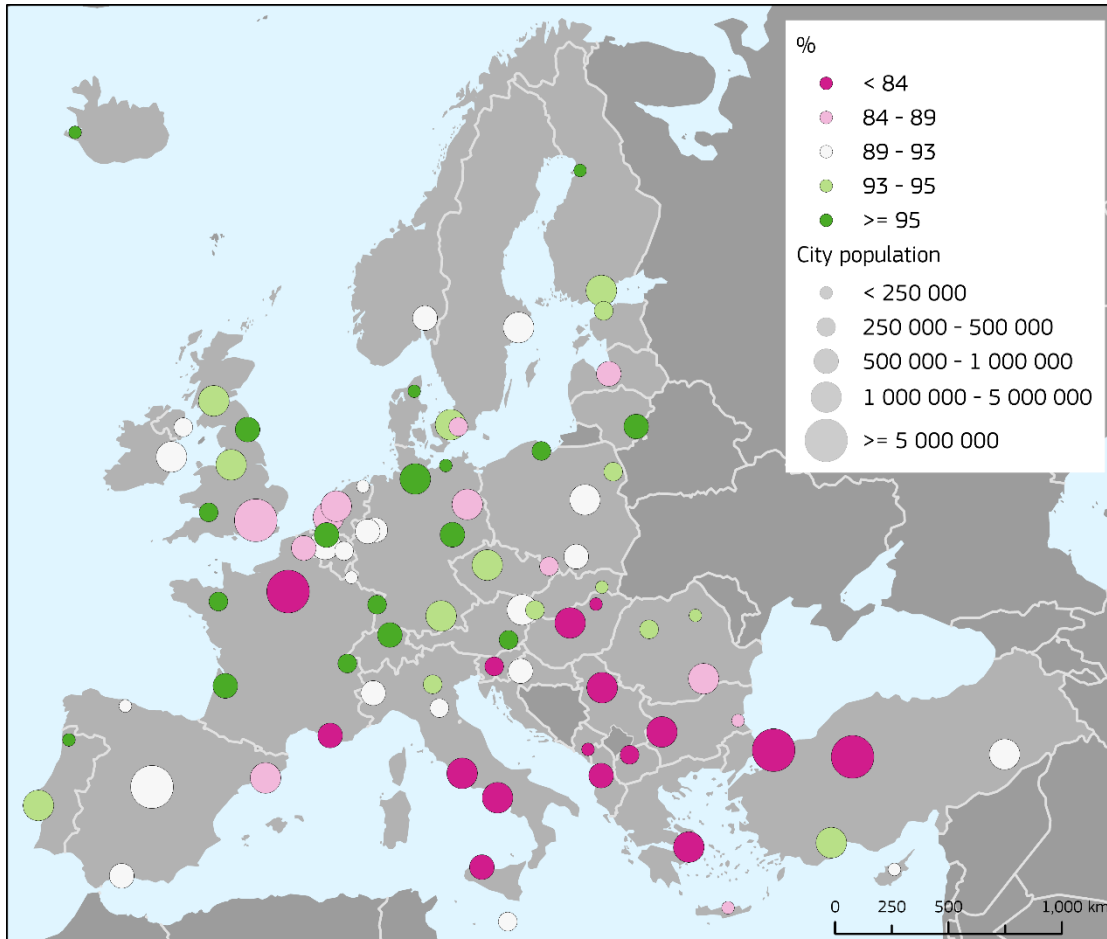 %
< 84
84 - 89
89 - 93
93 - 95
>= 95
City population
< 250 000
250 000 - 500 000
500 000 - 1 000 000
1 000 000 - 5 000 000
>= 5 000 000
0 250 500 1,000 km